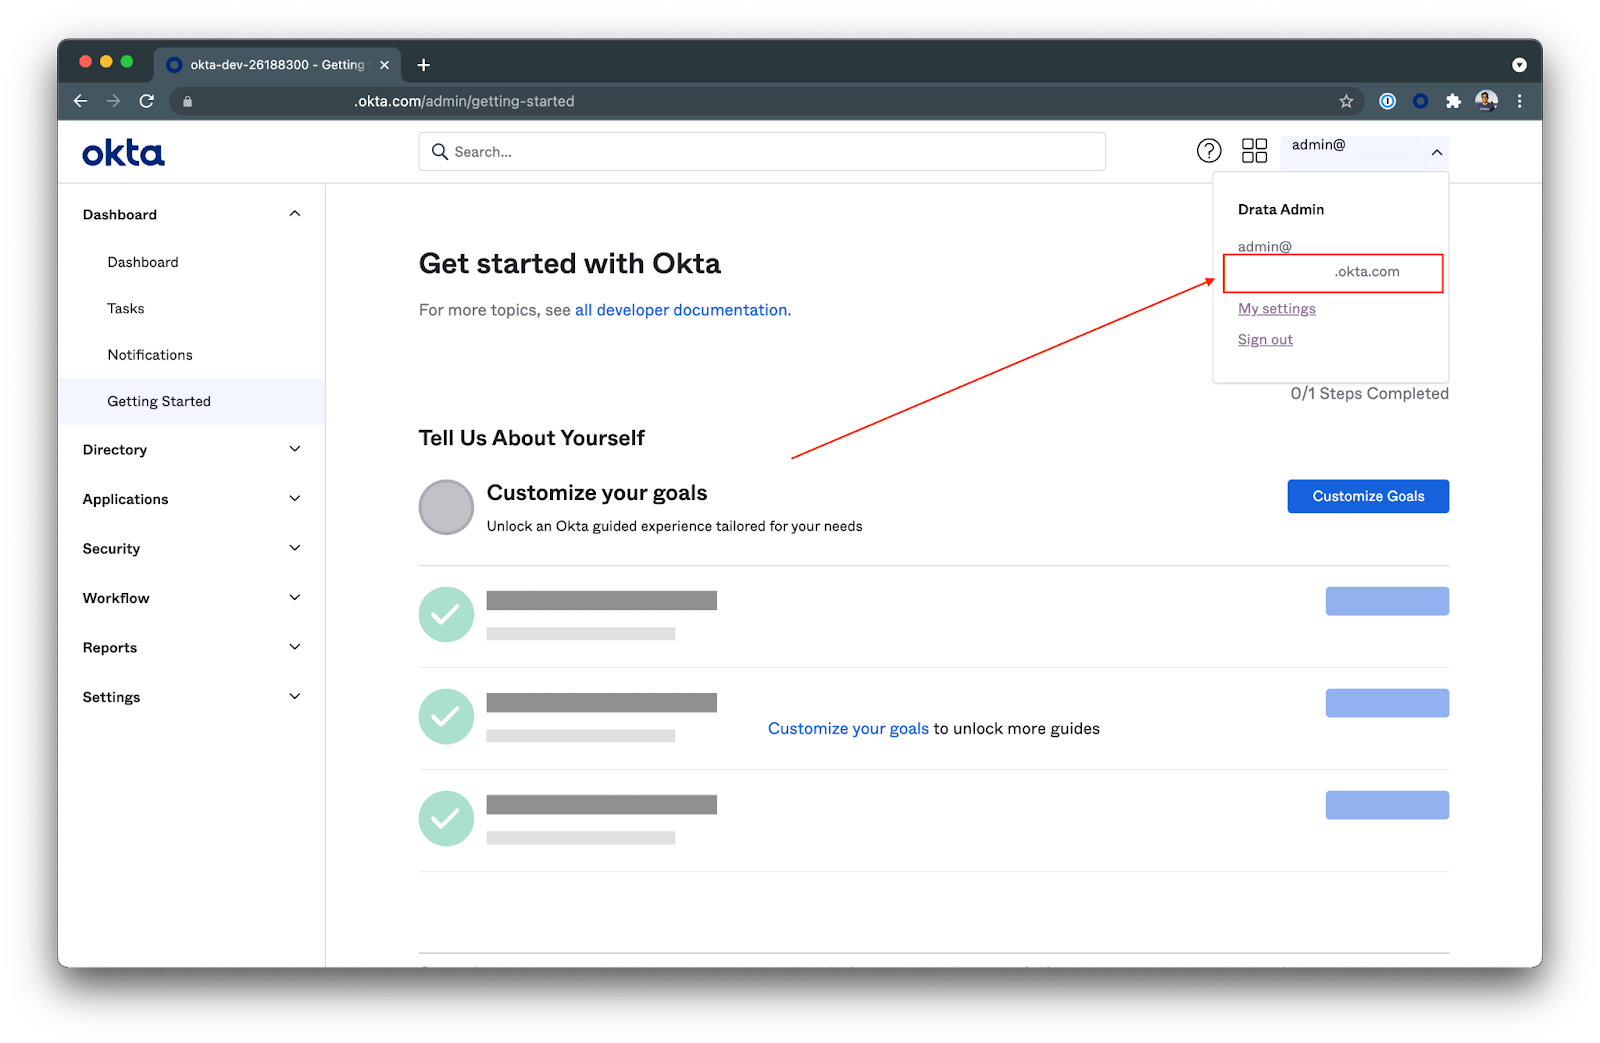 okta-dev-26188300 - Getting
.okta.com/admin/getting-started
okta
Search...
admin@
Drata Admin
admin@
.okta.com
My settings
Sign out
Dashboard
Dashboard
Tasks
Notifications
Getting Started
Directory
Applications
Security
Workflow
Reports
Settings
Get started with Okta
For more topics, see all developer documentation.
0/1 Steps Completed
Tell Us About Yourself
Customize your goals
Unlock an Okta guided experience tailored for your needs
Customize Goals
Customize your goals to unlock more guides